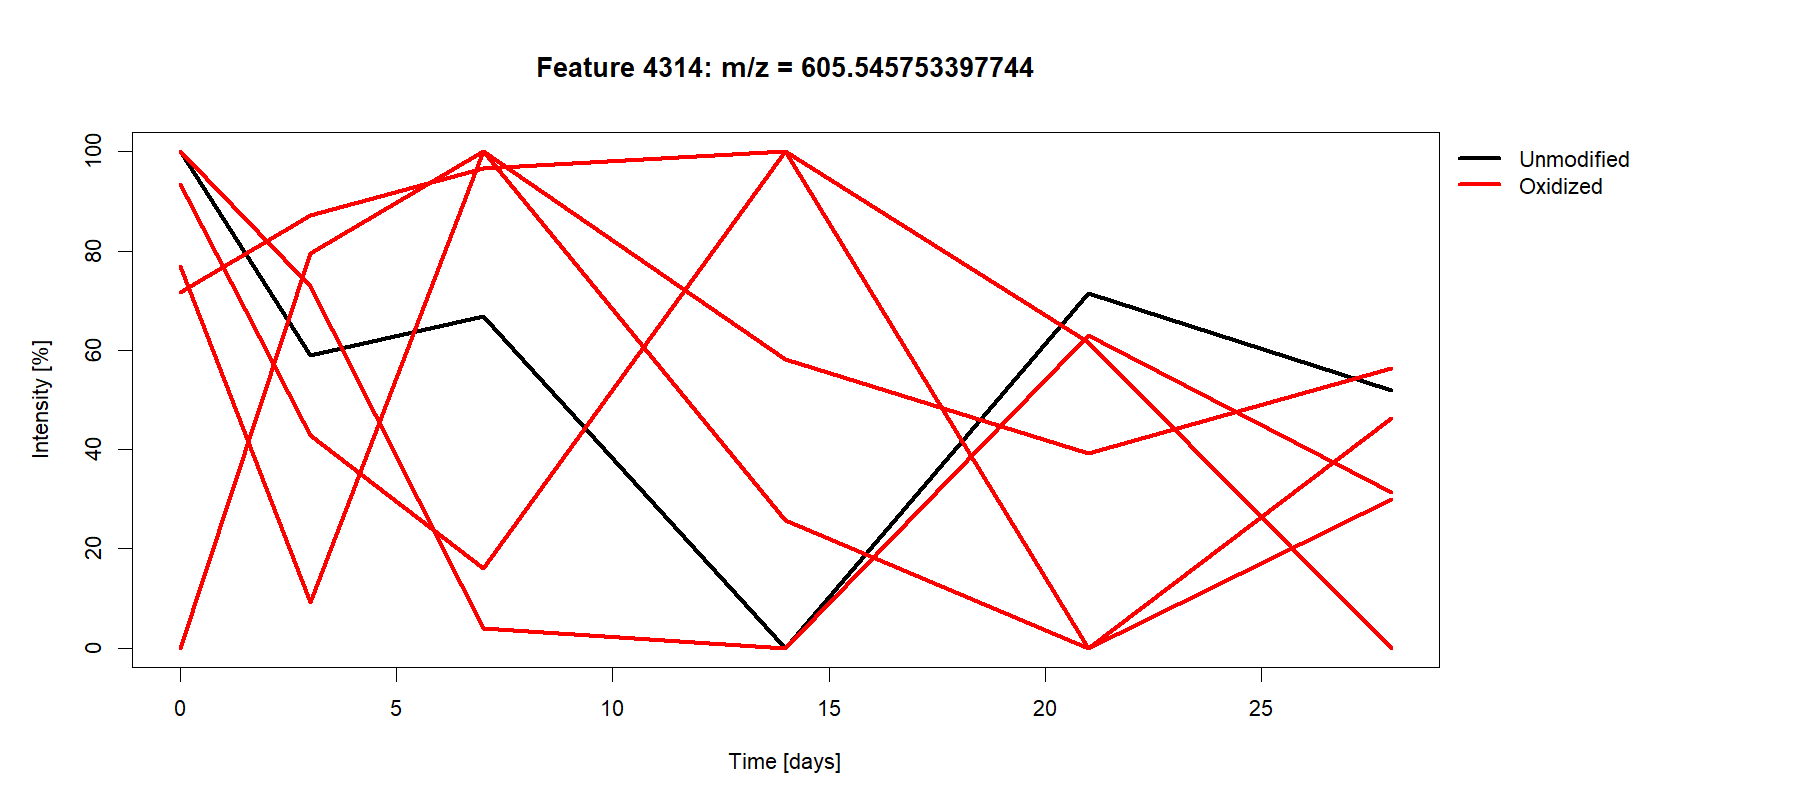 Feature 4314: m/z = 605.545753397744
Unmodified
Oxidized
Intensity [%]
100
80
60
40
20
0
0 5 10 15 20 25
Time [days]